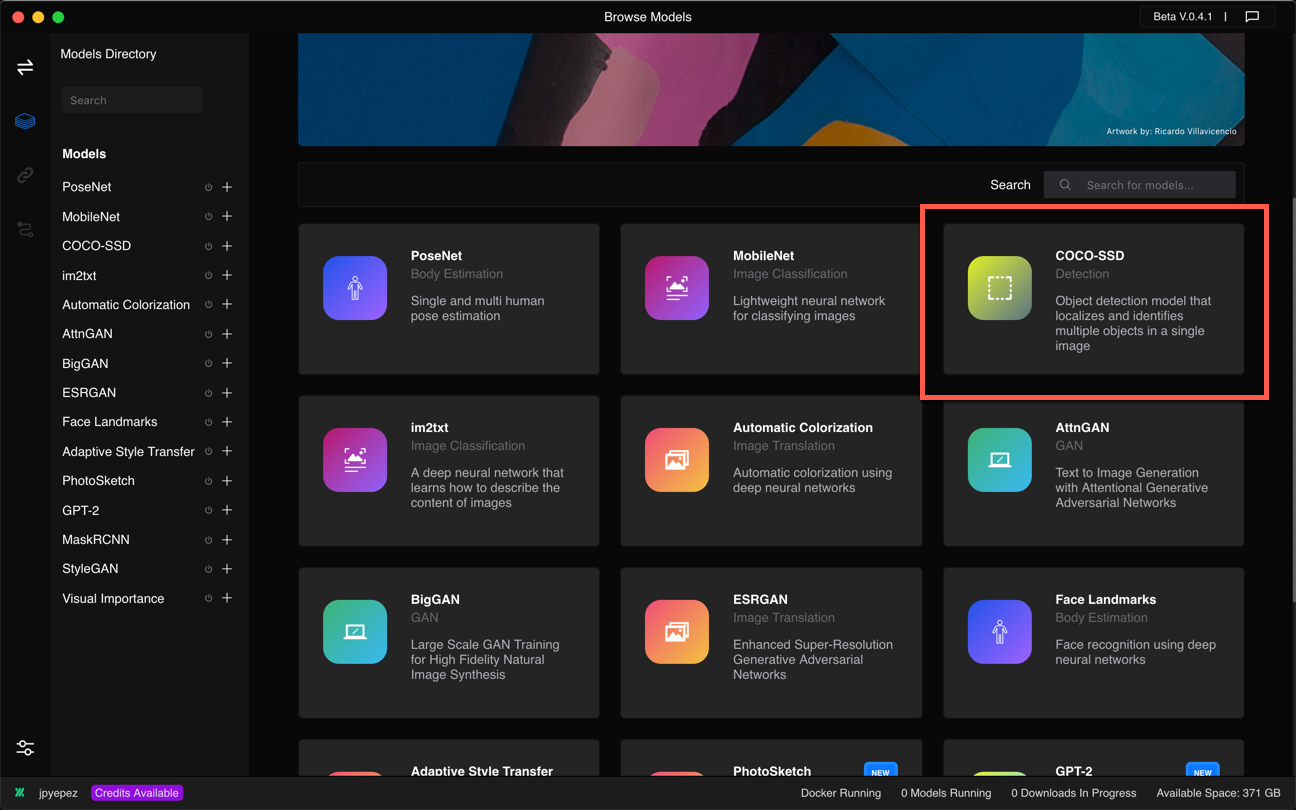 Browse Models
Beta V.0.4.1 |
Models Directory
Search
Models
PoseNet
MobileNet
COCO-SSD
im2txt
Automatic Colorization
AttnGAN
BigGAN
ESRGAN
Face Landmarks
Adaptive Style Transfer
PhotoSketch
GPT-2
MaskRCNN
StyleGAN
Visual Importance
Artwork by: Ricardo Villavicencio
Search
Search for models...
PoseNet
Body Estimation
Single and multi human
pose estimation
MobileNet
Image Classification
Lightweight neural network
for classifying images
COCO-SSD
Detection
Object detection model that
localizes and identifies
multiple objects in a single
image
im2txt
Image Classification
A deep neural network that
learns how to describe the
content of images
Automatic Colorization
Image Translation
Automatic colorization using
deep neural networks
AttnGAN
GAN
Text to Image Generation
with Attentional Generative
Adversarial Networks
BigGAN
GAN
Large Scale GAN Training
for High Fidelity Natural
Image Synthesis
ESRGAN
Image Translation
Enhanced Super-Resolution
Generative Adversarial
Networks
Face Landmarks
Body Estimation
Face recognition using deep
neural networks
Adaptive Style Transfer
PhotoSketch
NEW
GPT-2
NEW
jpyepez
Credits Available
Docker Running
0 Models Running
0 Downloads In Progress
Available Space: 371 GB